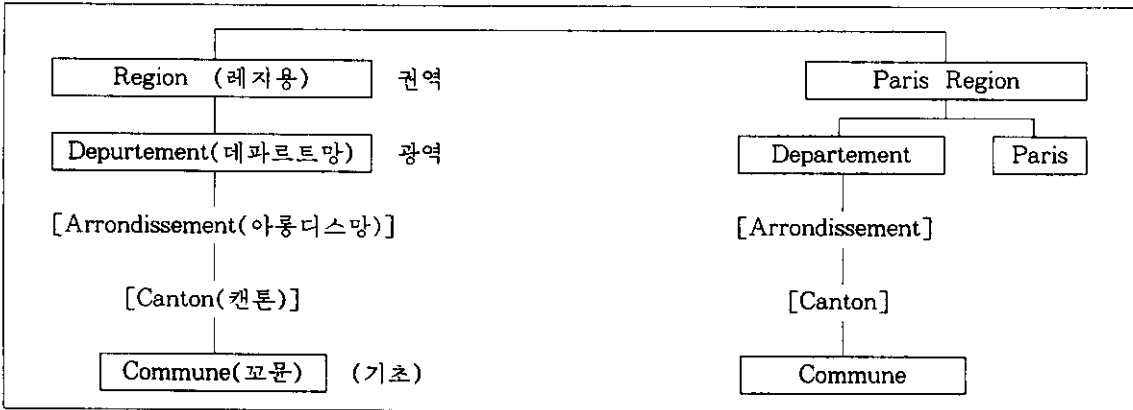 Region (레지용) 권역
Paris Region
Depurtement(데파르트망) 광역
Departement
Paris
[Arrondissement(아롱디스망)]
[Arrondissement]
[Canton(캔톤)]
[Canton]
Commune(꼬뮨) (기초)
Commune